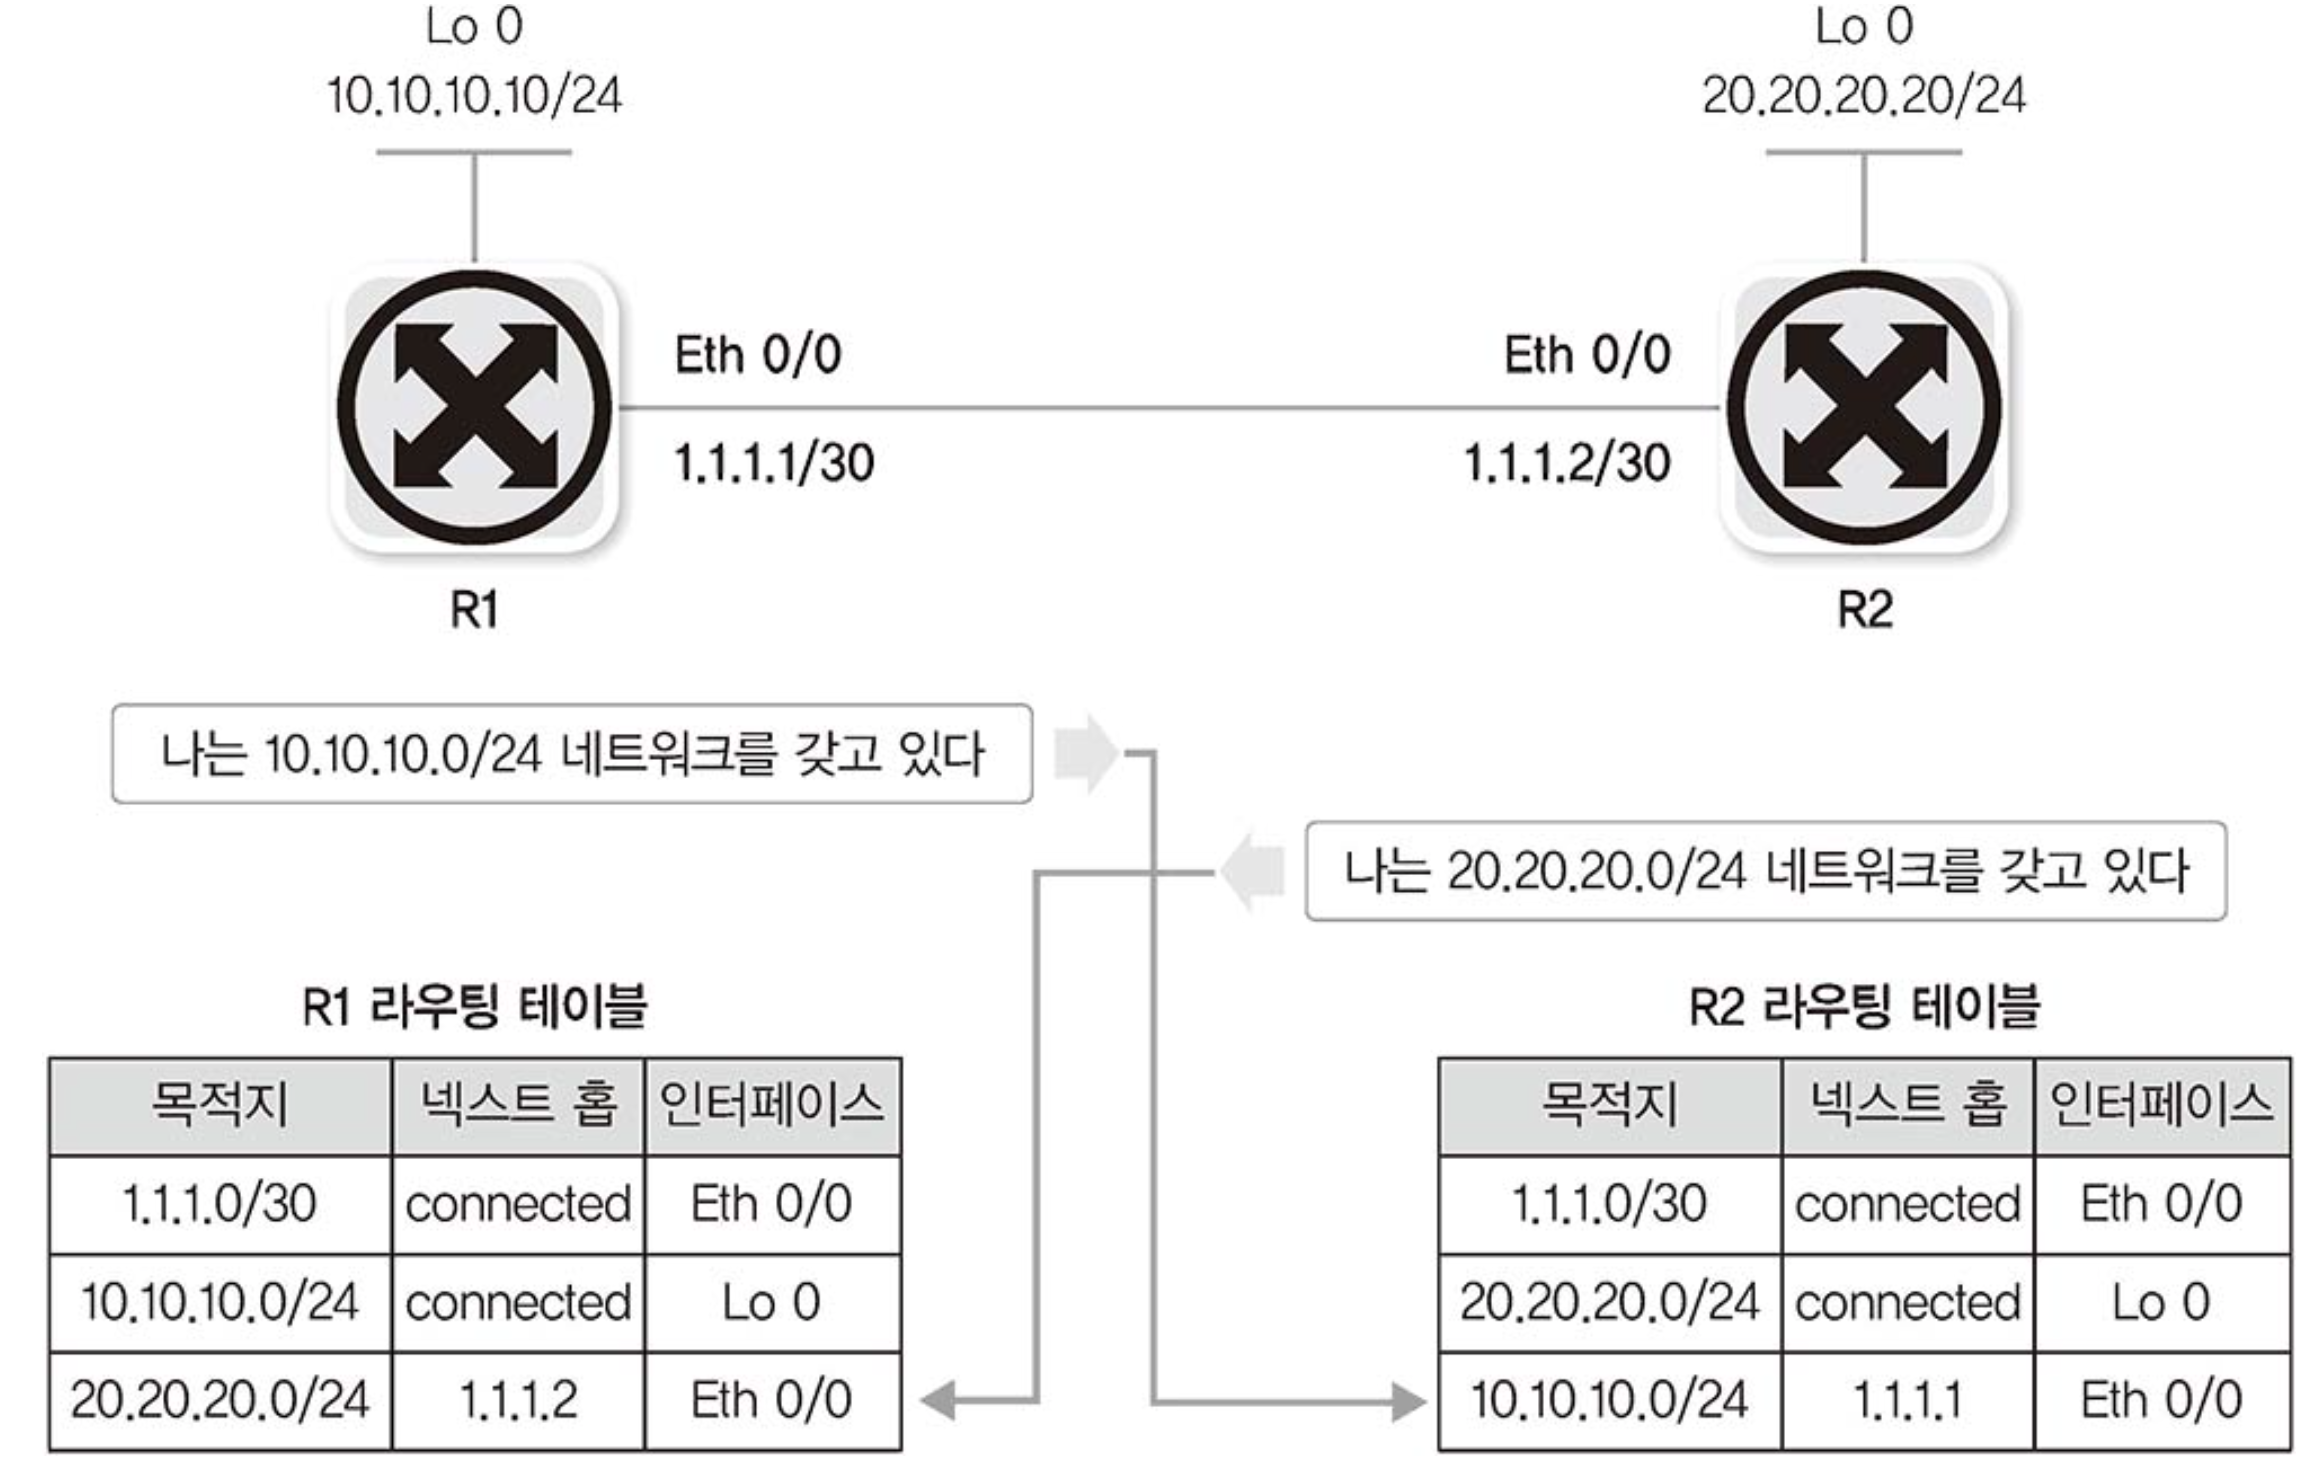 Lo 0
10.10.10.10/24
Lo 0
20.20.20.20/24
Eth 0/0
1.1.1.1/30
Eth 0/0
1.1.1.2/30
R1
R2
나는 10.10.10.0/24 네트워크를 갖고 있다
나는 20.20.20.0/24 네트워크를 갖고 있다
R1 라우팅 테이블
목적지 넥스트 홉 인터페이스
1.1.1.0/30 connected Eth 0/0
10.10.10.0/24 connected Lo 0
20.20.20.0/24 1.1.1.2 Eth 0/0
R2 라우팅 테이블
목적지 넥스트 홉 인터페이스
1.1.1.0/30 connected Eth 0/0
20.20.20.0/24 connected Lo 0
10.10.10.0/24 1.1.1.1 Eth 0/0